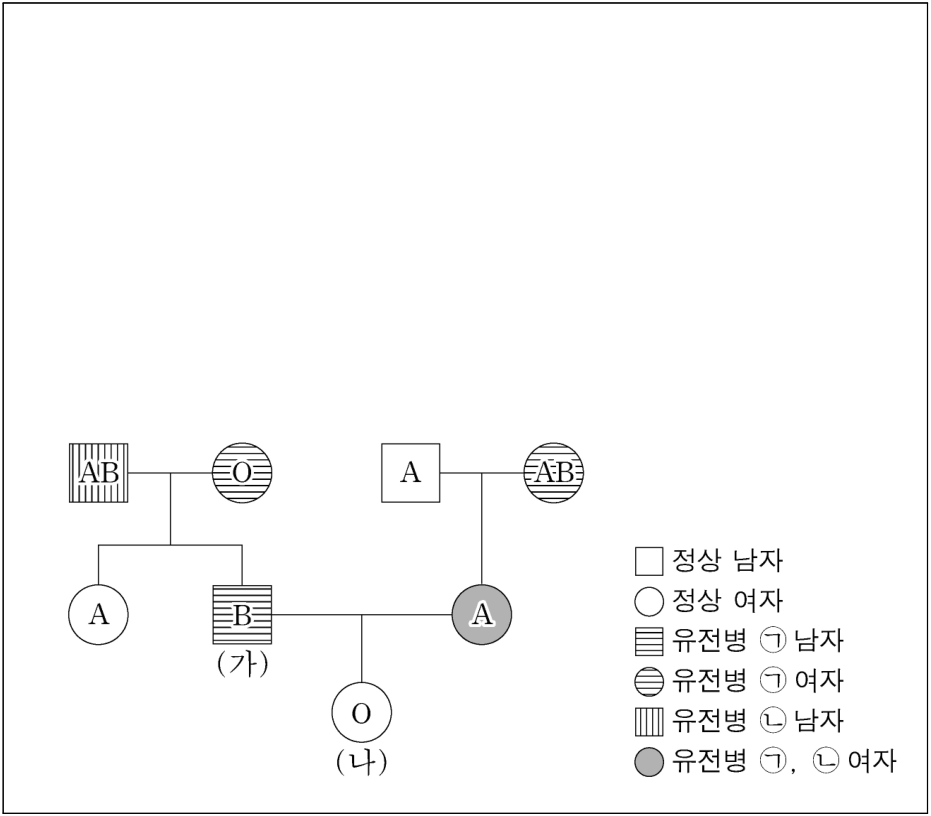 AB O A AB
A B A
(가)
O
(나)
정상 남자
정상 여자
유전병 ㉠ 남자
유전병 ㉠ 여자
유전병 ㉡ 남자
유전병 ㉠, ㉡ 여자